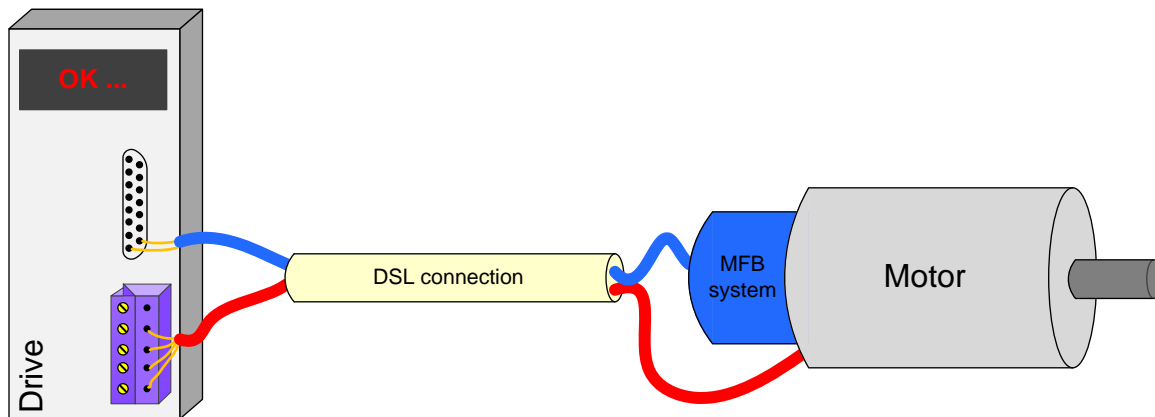 OK ...
Drive
DSL connection
MFB
system
Motor